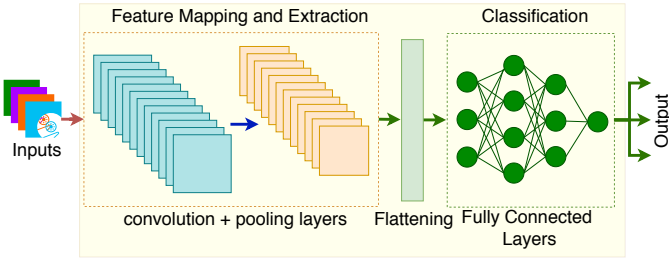 Feature Mapping and Extraction
Classification
Inputs
Output
convolution + pooling layers
Flattening
Fully Connected
Layers